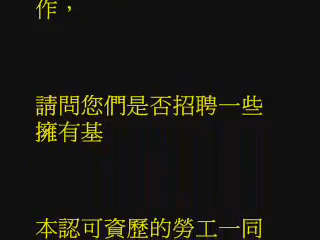 作，
請問您們是否招聘一些
擁有基
本認可資歷的勞工一同